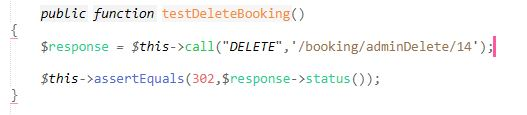 public function testDeleteBooking()
{
$response = $this->call("DELETE",'/booking/adminDelete/14');
$this->assertEquals(302,$response->status());
}